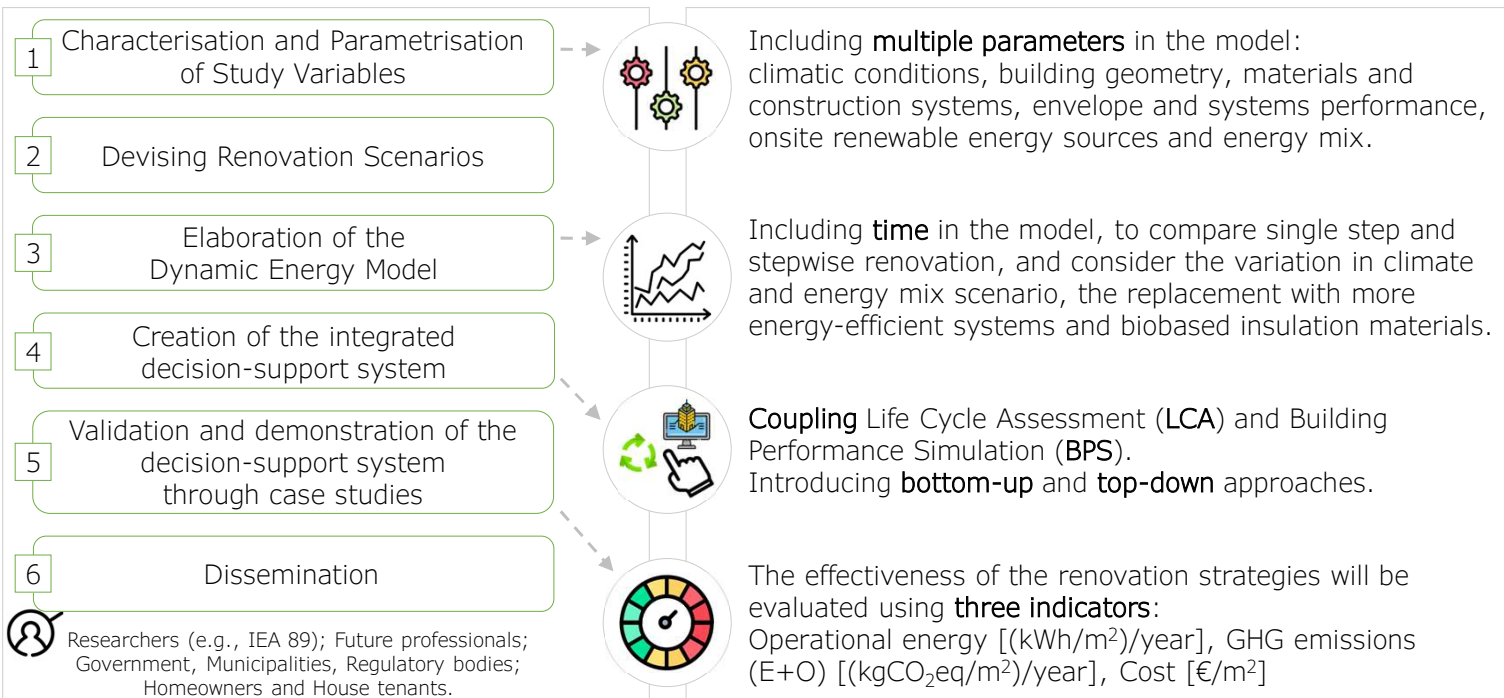 1
Characterisation and Parametrisation
of Study Variables
2
Devising Renovation Scenarios
3
Elaboration of the
Dynamic Energy Model
4
Creation of the integrated
decision-support system
5
Validation and demonstration of the
decision-support system
through case studies
6
Dissemination
Researchers (e.g., IEA 89); Future professionals;
Government, Municipalities, Regulatory bodies;
Homeowners and House tenants.
Including multiple parameters in the model:
climatic conditions, building geometry, materials and
construction systems, envelope and systems performance,
onsite renewable energy sources and energy mix.
Including time in the model, to compare single step and
stepwise renovation, and consider the variation in climate
and energy mix scenario, the replacement with more
energy-efficient systems and biobased insulation materials.
Coupling Life Cycle Assessment (LCA) and Building
Performance Simulation (BPS).
Introducing bottom-up and top-down approaches.
The effectiveness of the renovation strategies will be
evaluated using three indicators:
Operational energy [(kWh/m²)/year], GHG emissions
(E+O) [(kgCO₂eq/m²)/year], Cost [€/m²]